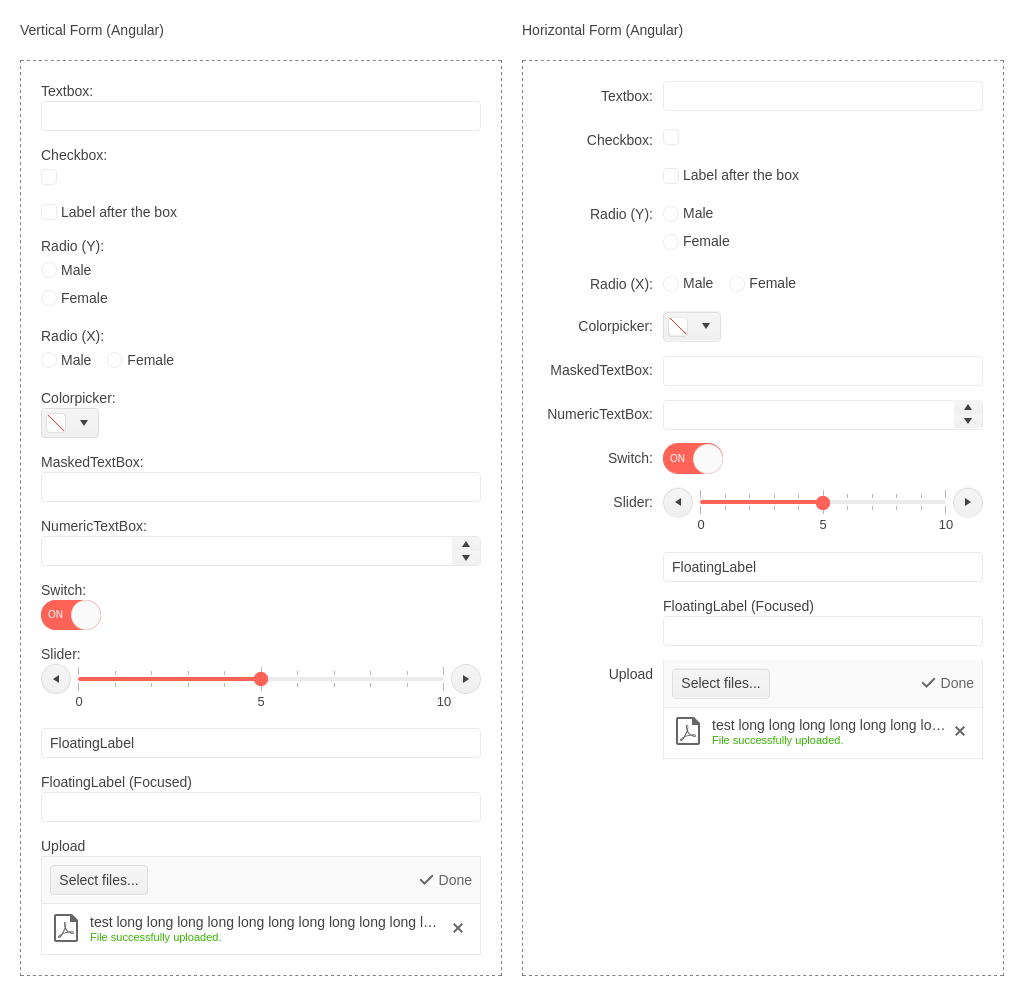 Vertical Form (Angular)
Textbox:
Checkbox:
Label after the box
Radio (Y):
Male
Female
Radio (X):
Male Female
Colorpicker:
MaskedTextBox:
NumericTextBox:
Switch:
ON
Slider:
0 5 10
FloatingLabel
FloatingLabel (Focused)
Upload
Select files... Done
test long long long long long long long long long long l…
File successfully uploaded.
Horizontal Form (Angular)
Textbox:
Checkbox:
Label after the box
Radio (Y): Male
Female
Radio (X): Male Female
Colorpicker:
MaskedTextBox:
NumericTextBox:
Switch: ON
Slider:
0 5 10
FloatingLabel
FloatingLabel (Focused)
Upload
Select files... Done
test long long long long long long lo…
File successfully uploaded.